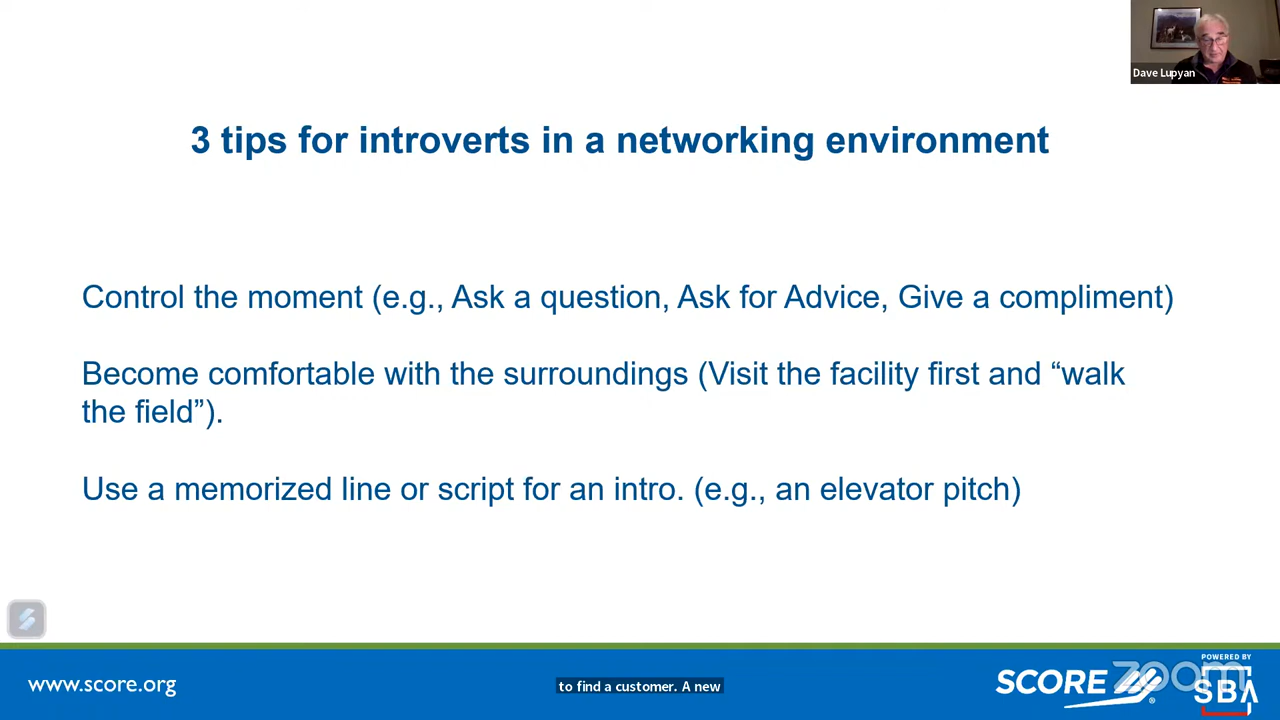 Dave Lupyan
3 tips for introverts in a networking environment
Control the moment (e.g., Ask a question, Ask for Advice, Give a compliment)
Become comfortable with the surroundings (Visit the facility first and “walk
the field”).
Use a memorized line or script for an intro. (e.g., an elevator pitch)
www.score.org
to find a customer. A new
SCORE
®
zoom
POWERED BY
SBA